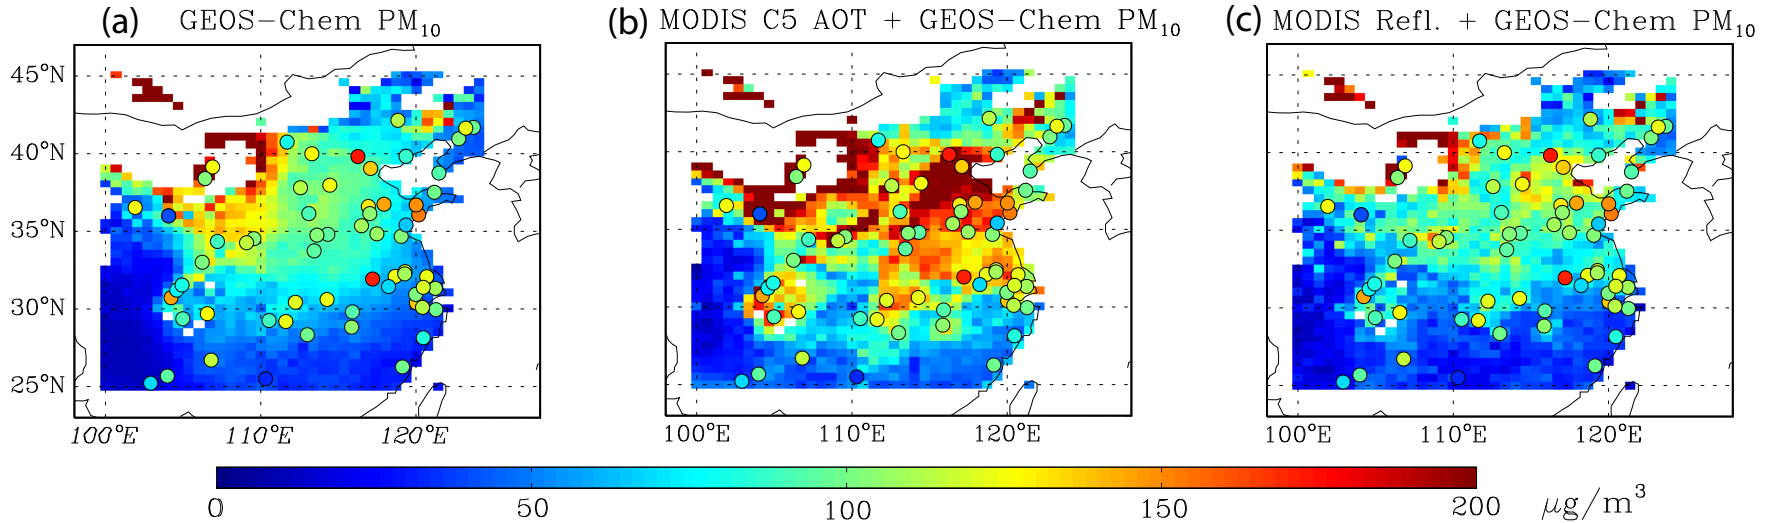 (a) GEOS-Chem PM10
(b) MODIS C5 AOT + GEOS-Chem PM10
(c) MODIS Refl. + GEOS-Chem PM10
45°N
40°N
35°N
30°N
25°N
100°E 110°E 120°E
100°E 110°E 120°E
100°E 110°E 120°E
0 50 100 150 200 μg/m³